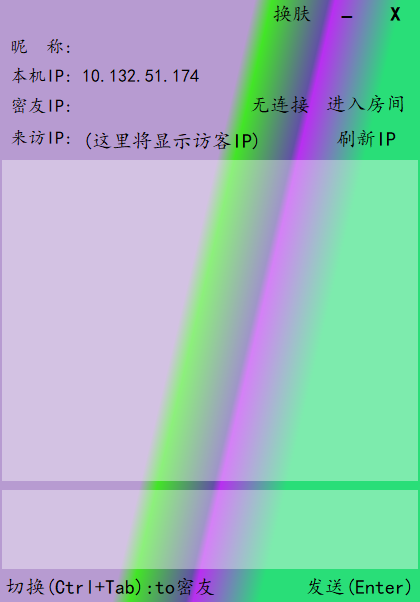 换肤 — X
昵 称:
本机IP: 10.132.51.174
密友IP: 无连接 进入房间
来访IP: (这里将显示访客IP) 刷新IP
切换(Ctrl+Tab):to密友 发送(Enter)